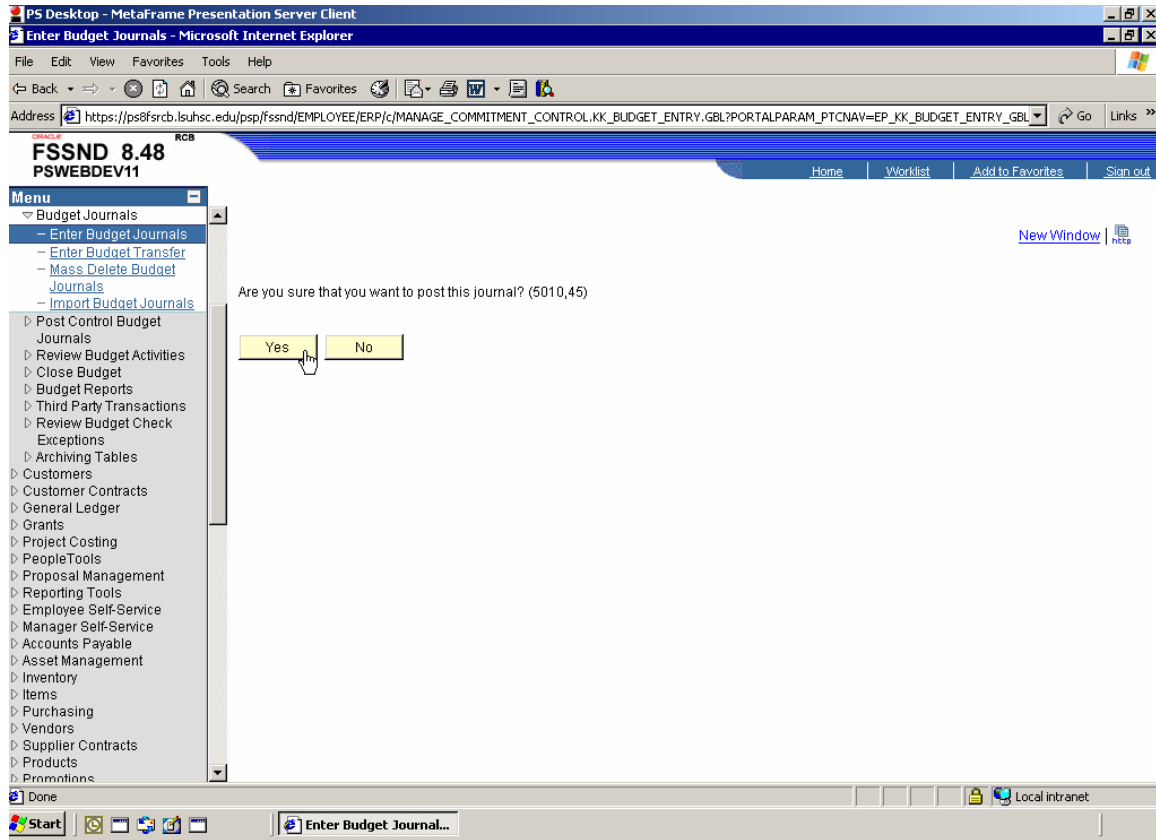 PS Desktop - MetaFrame Presentation Server Client
Enter Budget Journals - Microsoft Internet Explorer
File Edit View Favorites Tools Help
Back Search Favorites
Address https://ps8fsrcb.lsuhsc.edu/psp/fssnd/EMPLOYEE/ERP/c/MANAGE_COMMITMENT_CONTROL.KK_BUDGET_ENTRY.GBL?PORTALPARAM_PTCNAV=EP_KK_BUDGET_ENTRY_GBL Go Links »
ORACLE RCB
FSSND 8.48
PSWEBDEV11
Home Worklist Add to Favorites Sign out
Menu
Budget Journals
– Enter Budget Journals
– Enter Budget Transfer
– Mass Delete Budget
Journals
– Import Budget Journals
Post Control Budget
Journals
Review Budget Activities
Close Budget
Budget Reports
Third Party Transactions
Review Budget Check
Exceptions
Archiving Tables
Customers
Customer Contracts
General Ledger
Grants
Project Costing
PeopleTools
Proposal Management
Reporting Tools
Employee Self-Service
Manager Self-Service
Accounts Payable
Asset Management
Inventory
Items
Purchasing
Vendors
Supplier Contracts
Products
Promotions
New Window | http
Are you sure that you want to post this journal? (5010,45)
Yes No
Done Local intranet
Start Enter Budget Journal...